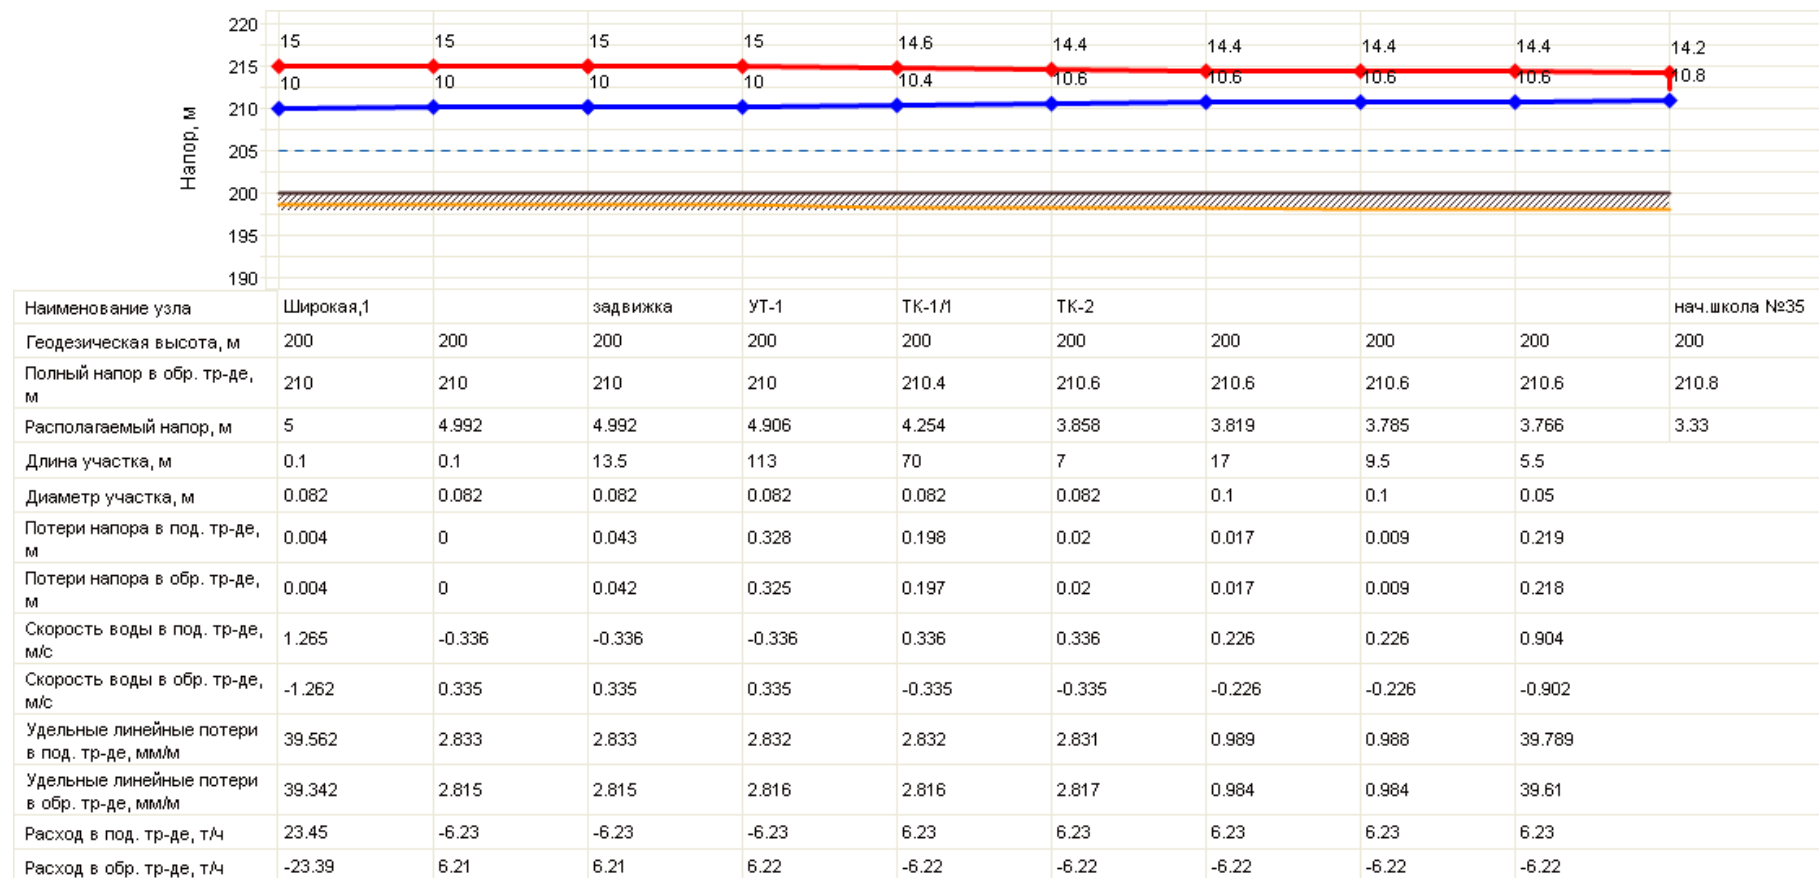 220
15 15 15 15 14.6 14.4 14.4 14.4 14.4 14.2
215
10 10 10 10 10.4 10.6 10.6 10.6 10.6 10.8
210
Напор, м
205
200
195
190
Наименование узла Широкая,1 задвижка УТ-1 ТК-1/1 ТК-2 нач.школа №35
Геодезическая высота, м 200 200 200 200 200 200 200 200 200 200
Полный напор в обр. тр-де,
м 210 210 210 210 210.4 210.6 210.6 210.6 210.6 210.8
Располагаемый напор, м 5 4.992 4.992 4.906 4.254 3.858 3.819 3.785 3.766 3.33
Длина участка, м 0.1 0.1 13.5 113 70 7 17 9.5 5.5
Диаметр участка, м 0.082 0.082 0.082 0.082 0.082 0.082 0.1 0.1 0.05
Потери напора в под. тр-де,
м 0.004 0 0.043 0.328 0.198 0.02 0.017 0.009 0.219
Потери напора в обр. тр-де,
м 0.004 0 0.042 0.325 0.197 0.02 0.017 0.009 0.218
Скорость воды в под. тр-де,
м/с 1.265 -0.336 -0.336 -0.336 0.336 0.336 0.226 0.226 0.904
Скорость воды в обр. тр-де,
м/с -1.262 0.335 0.335 0.335 -0.335 -0.335 -0.226 -0.226 -0.902
Удельные линейные потери
в под. тр-де, мм/м 39.562 2.833 2.833 2.832 2.832 2.831 0.989 0.988 39.789
Удельные линейные потери
в обр. тр-де, мм/м 39.342 2.815 2.815 2.816 2.816 2.817 0.984 0.984 39.61
Расход в под. тр-де, т/ч 23.45 -6.23 -6.23 -6.23 6.23 6.23 6.23 6.23 6.23
Расход в обр. тр-де, т/ч -23.39 6.21 6.21 6.22 -6.22 -6.22 -6.22 -6.22 -6.22